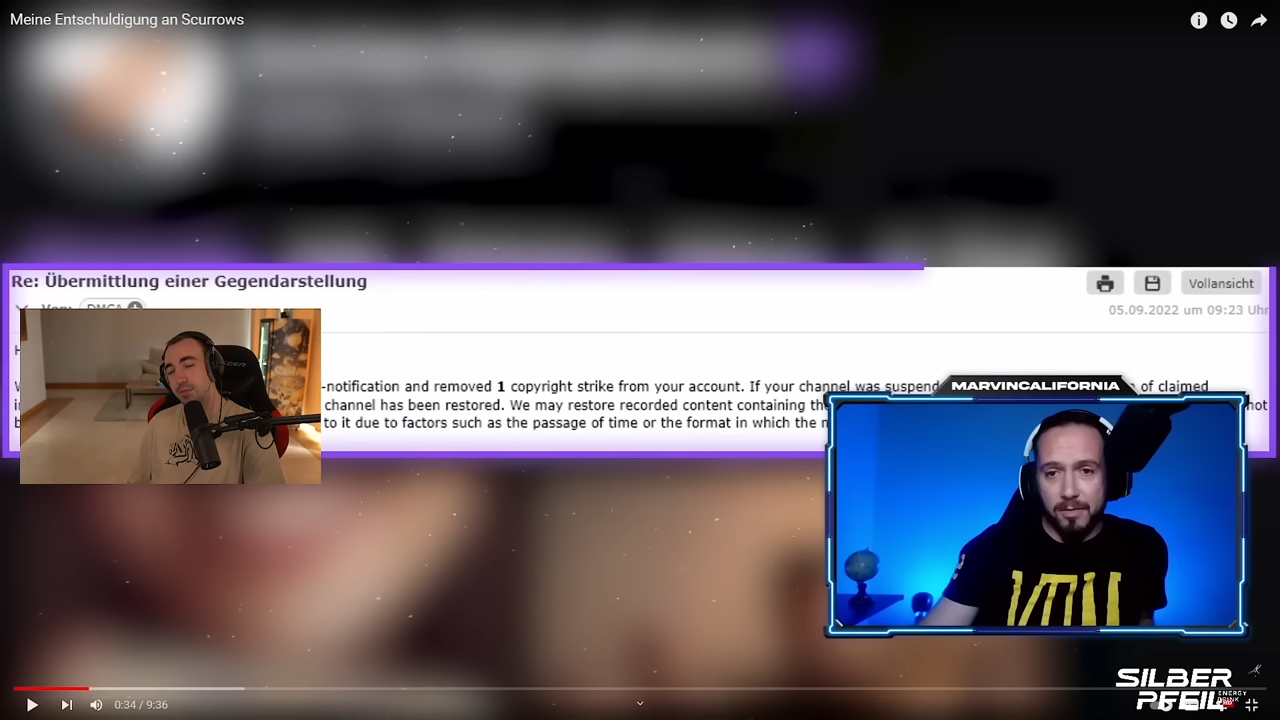 Meine Entschuldigung an Scurrows
Re: Übermittlung einer Gegendarstellung
Vollansicht
05.09.2022 um 09:23 Uhr
-notification and removed 1 copyright strike from your account. If your channel was of claimed
channel has been restored. We may restore recorded content containing not
to it due to factors such as the passage of time or the format in which the
MARVINCALIFORNIA
SILBER
PFEIL
ENERGY
DRINK
0:34 / 9:36